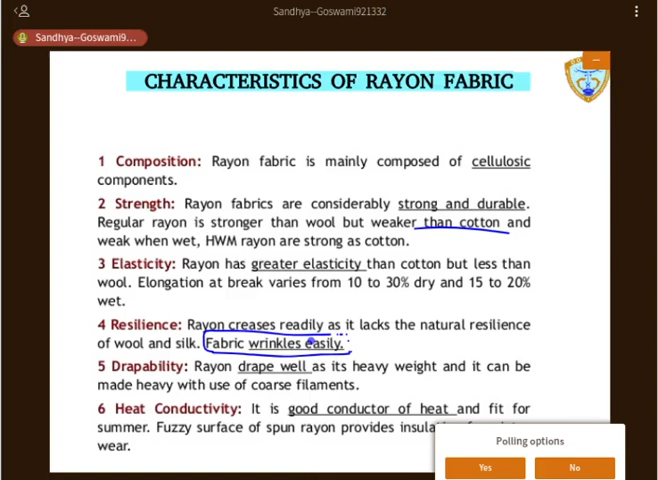 Sandhya--Goswami921332
Sandhya--Goswami9...
CHARACTERISTICS OF RAYON FABRIC
1 Composition: Rayon fabric is mainly composed of cellulosic
components.
2 Strength: Rayon fabrics are considerably strong and durable.
Regular rayon is stronger than wool but weaker than cotton and
weak when wet, HWM rayon are strong as cotton.
3 Elasticity: Rayon has greater elasticity than cotton but less than
wool. Elongation at break varies from 10 to 30% dry and 15 to 20%
wet.
4 Resilience: Rayon creases readily as it lacks the natural resilience
of wool and silk. Fabric wrinkles easily.
5 Drapability: Rayon drape well as its heavy weight and it can be
made heavy with use of coarse filaments.
6 Heat Conductivity: It is good conductor of heat and fit for
summer. Fuzzy surface of spun rayon provides
wear.
Polling options
Yes No